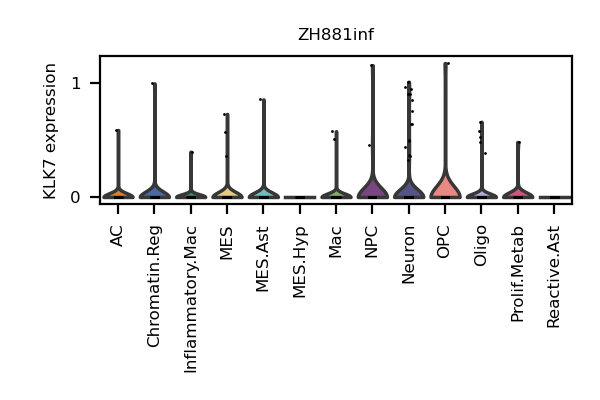 ZH881inf
KLK7 expression
1
0
AC
Chromatin.Reg
Inflammatory.Mac
MES
MES.Ast
MES.Hyp
Mac
NPC
Neuron
OPC
Oligo
Prolif.Metab
Reactive.Ast